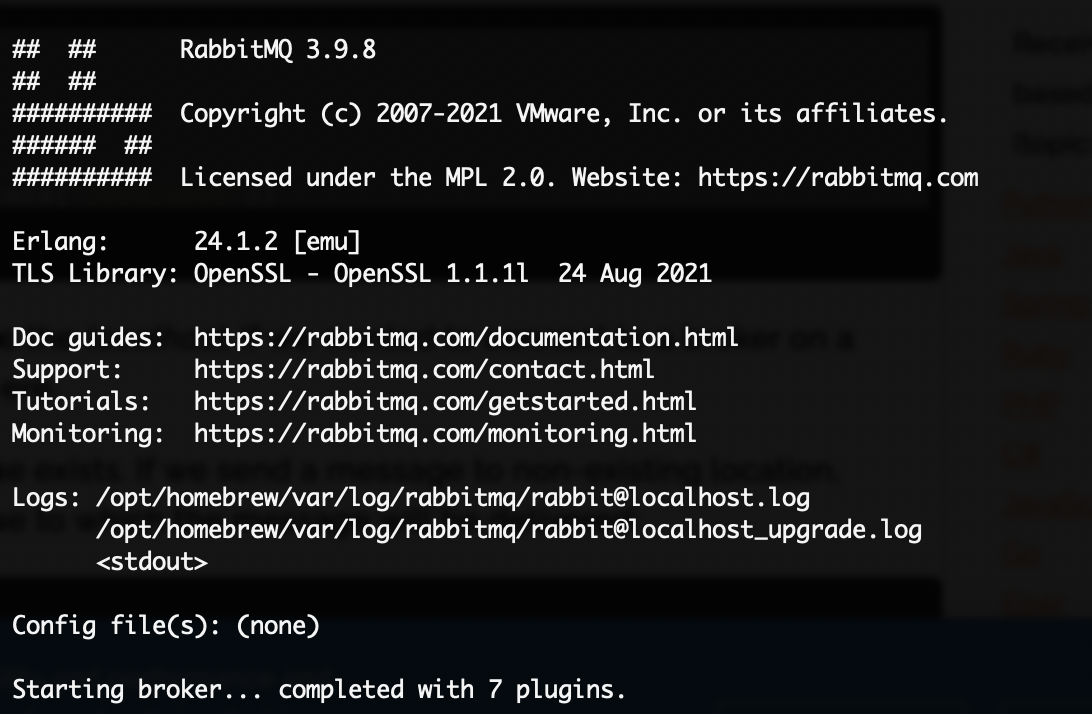 ##  ##      RabbitMQ 3.9.8
##  ##
##########  Copyright (c) 2007-2021 VMware, Inc. or its affiliates.
######  ##
##########  Licensed under the MPL 2.0. Website: https://rabbitmq.com
Erlang:      24.1.2 [emu]
TLS Library: OpenSSL - OpenSSL 1.1.1l  24 Aug 2021
Doc guides:  https://rabbitmq.com/documentation.html
Support:     https://rabbitmq.com/contact.html
Tutorials:   https://rabbitmq.com/getstarted.html
Monitoring:  https://rabbitmq.com/monitoring.html
Logs: /opt/homebrew/var/log/rabbitmq/rabbit@localhost.log
      /opt/homebrew/var/log/rabbitmq/rabbit@localhost_upgrade.log
      <stdout>
Config file(s): (none)
Starting broker... completed with 7 plugins.